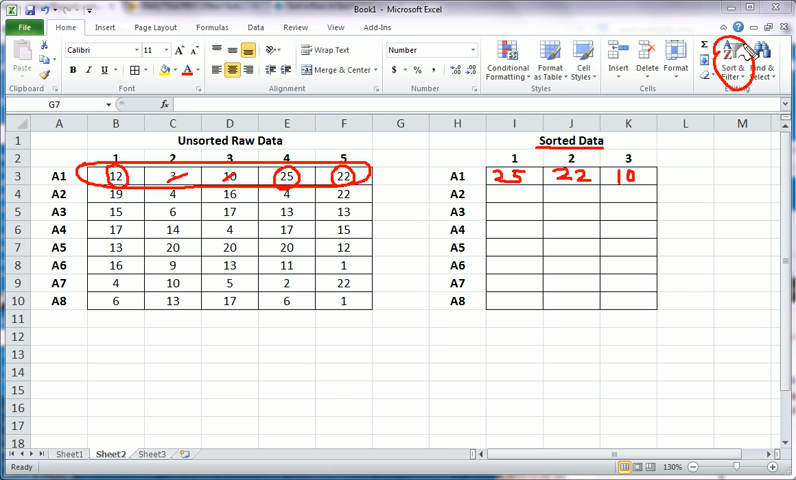 Book1 - Microsoft Excel
File Home Insert Page Layout Formulas Data Review View Add-Ins
Calibri 11 Wrap Text Number Σ
Paste B I U Merge & Center $ % , Conditional Formatting Format as Table Cell Styles Insert Delete Format Sort & Filter Find & Select
Clipboard Font Alignment Number Styles Cells Editing
G7 fx
A B C D E F G H I J K L M
1 Unsorted Raw Data Sorted Data
2 1 2 3 4 5 1 2 3
3 A1 12 3 10 25 22 A1 25 22 10
4 A2 19 4 16 4 22 A2
5 A3 15 6 17 13 13 A3
6 A4 17 14 4 17 15 A4
7 A5 13 20 20 20 12 A5
8 A6 16 9 13 11 1 A6
9 A7 4 10 5 2 22 A7
10 A8 6 13 17 6 1 A8
11
12
13
14
15
16
17
18
Sheet1 Sheet2 Sheet3
Ready 130%